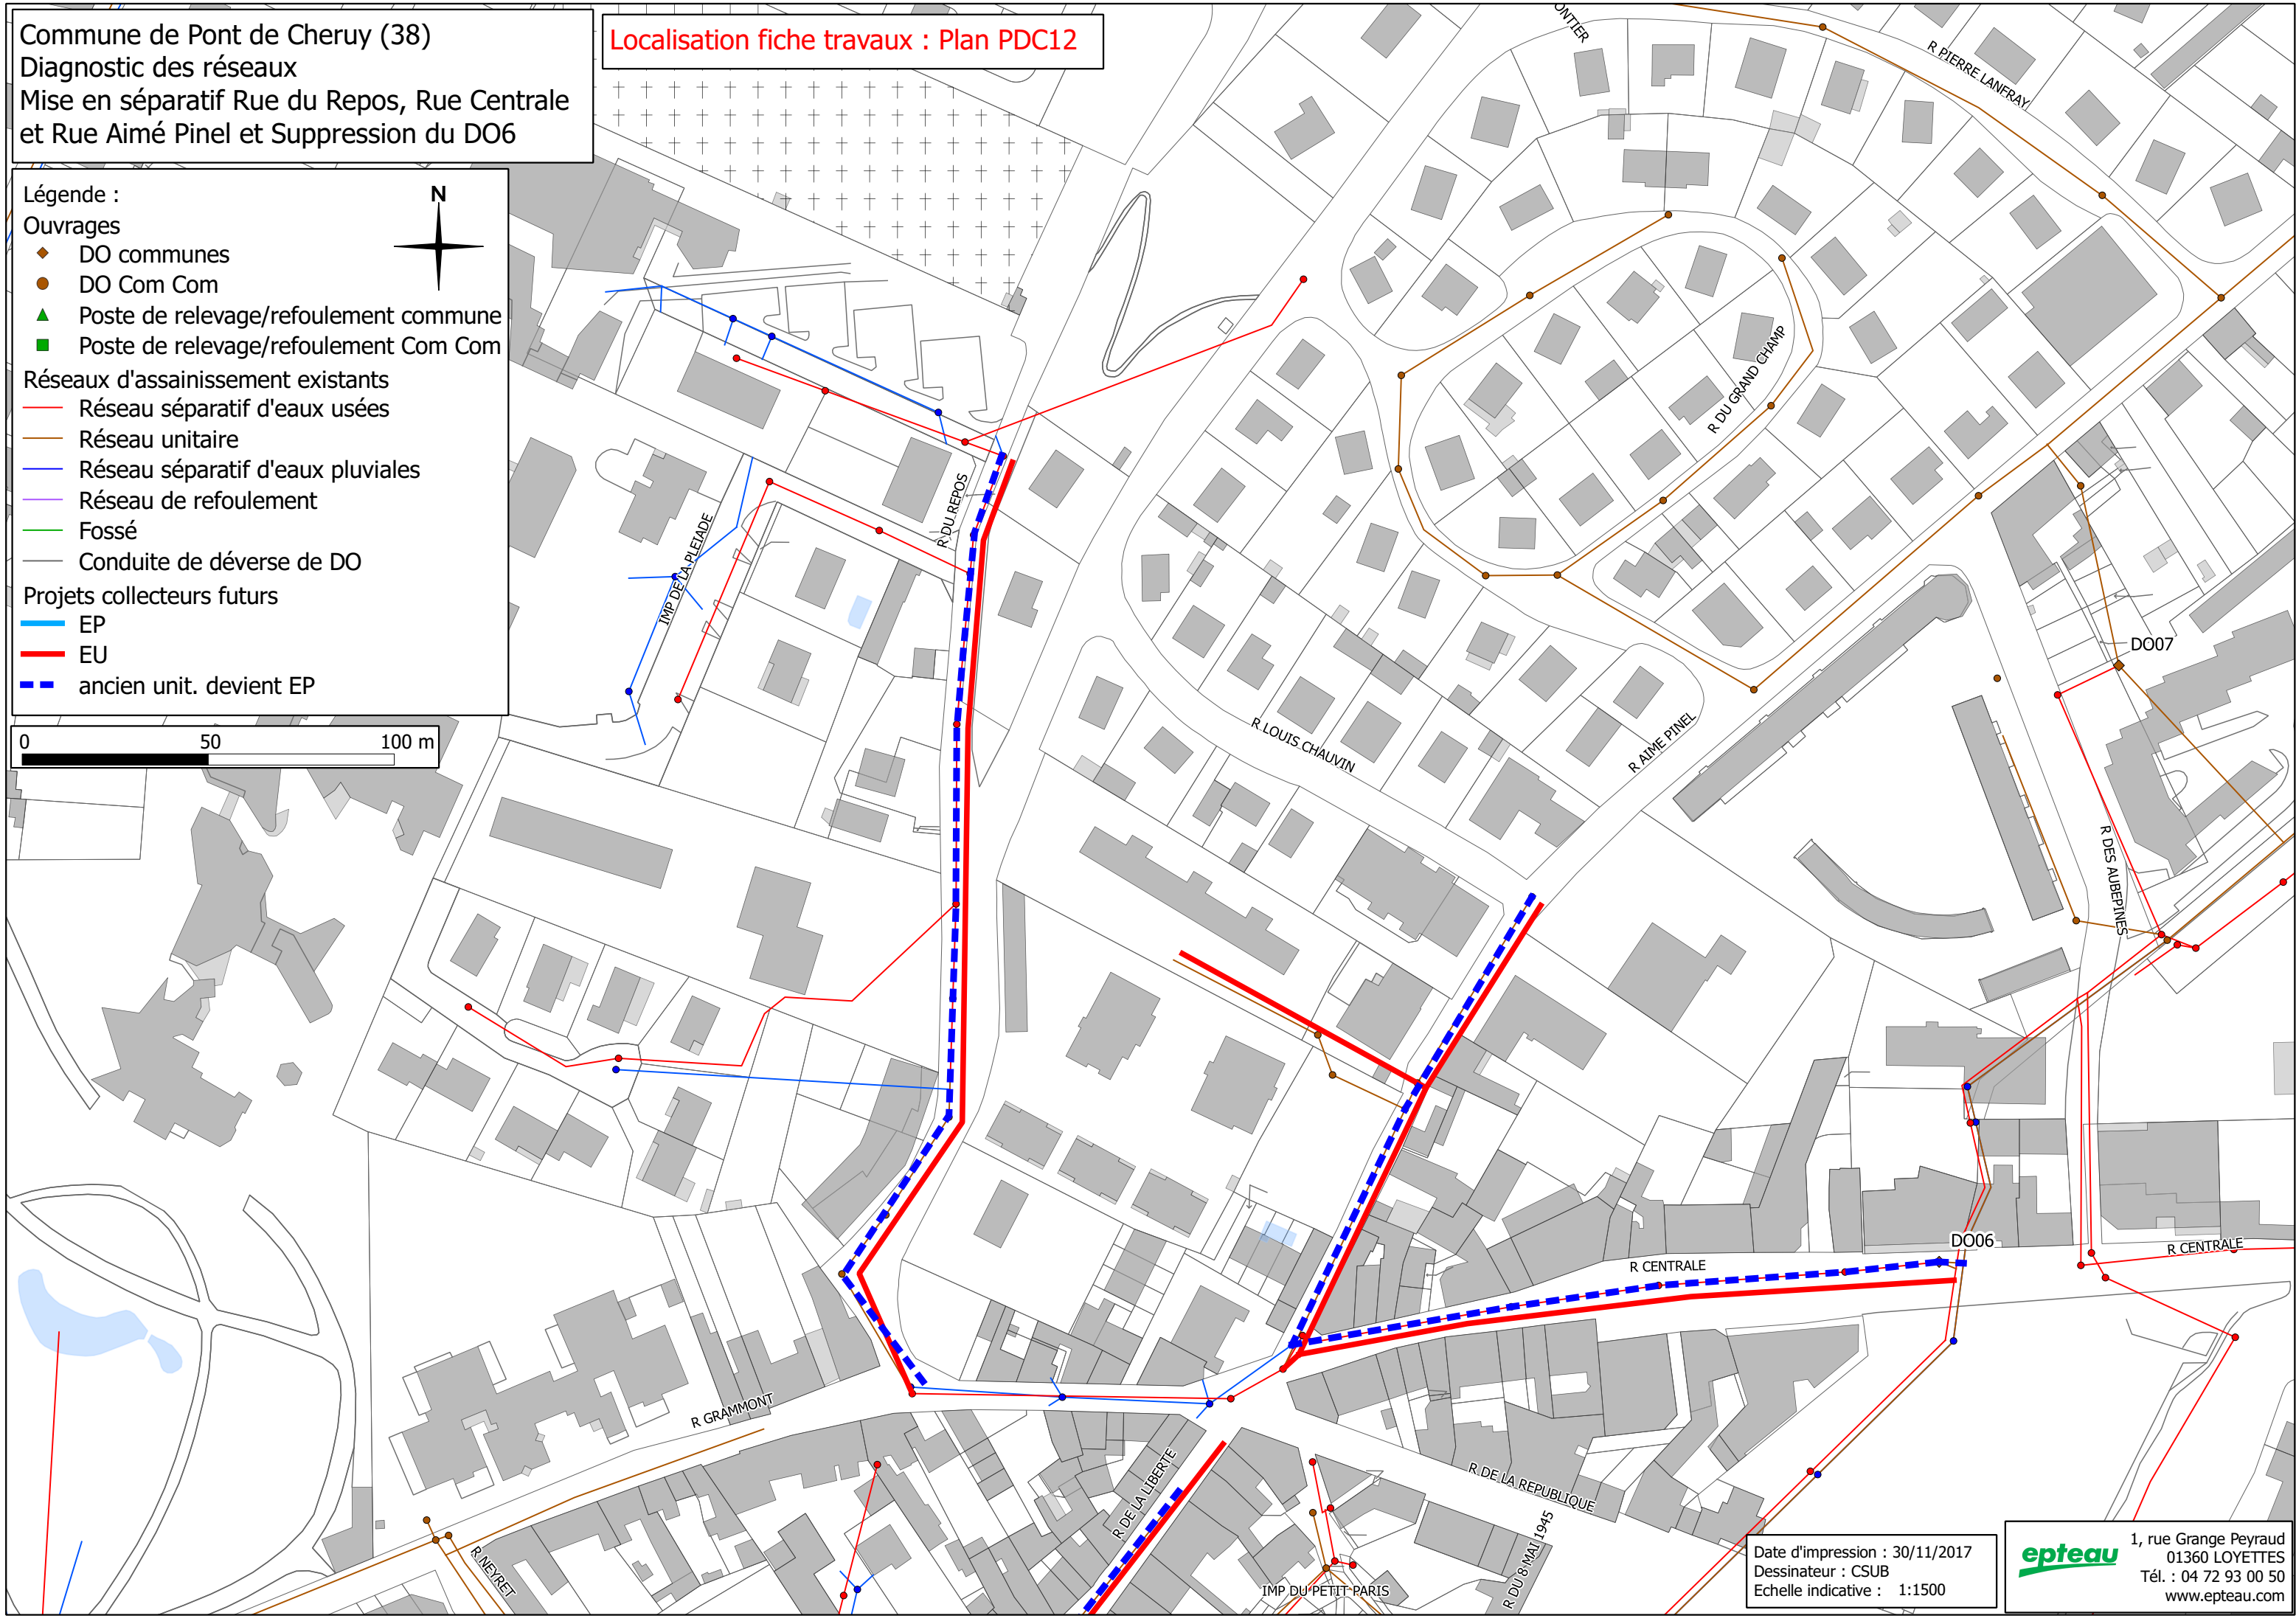 Commune de Pont de Cheruy (38)
Diagnostic des réseaux
Mise en séparatif Rue du Repos, Rue Centrale
et Rue Aimé Pinel et Suppression du DO6
Localisation fiche travaux : Plan PDC12
Légende :
N
Ouvrages
DO communes
DO Com Com
Poste de relevage/refoulement commune
Poste de relevage/refoulement Com Com
Réseaux d'assainissement existants
Réseau séparatif d'eaux usées
Réseau unitaire
Réseau séparatif d'eaux pluviales
Réseau de refoulement
Fossé
Conduite de déverse de DO
Projets collecteurs futurs
EP
EU
ancien unit. devient EP
0 50 100 m
ONTIER
R PIERRE LANFRAY
R DU GRAND CHAMP
R DU REPOS
IMP DE LA PLEIADE
DO07
R LOUIS CHAUVIN
R AIME PINEL
R DES AUBEPINES
DO06
R CENTRALE
R CENTRALE
R GRAMMONT
R DE LA LIBERTE
R DE LA REPUBLIQUE
R DU 8 MAI 1945
R NEYRET
IMP DU PETIT PARIS
Date d'impression : 30/11/2017
Dessinateur : CSUB
Echelle indicative : 1:1500
epteau
1, rue Grange Peyraud
01360 LOYETTES
Tél. : 04 72 93 00 50
www.epteau.com